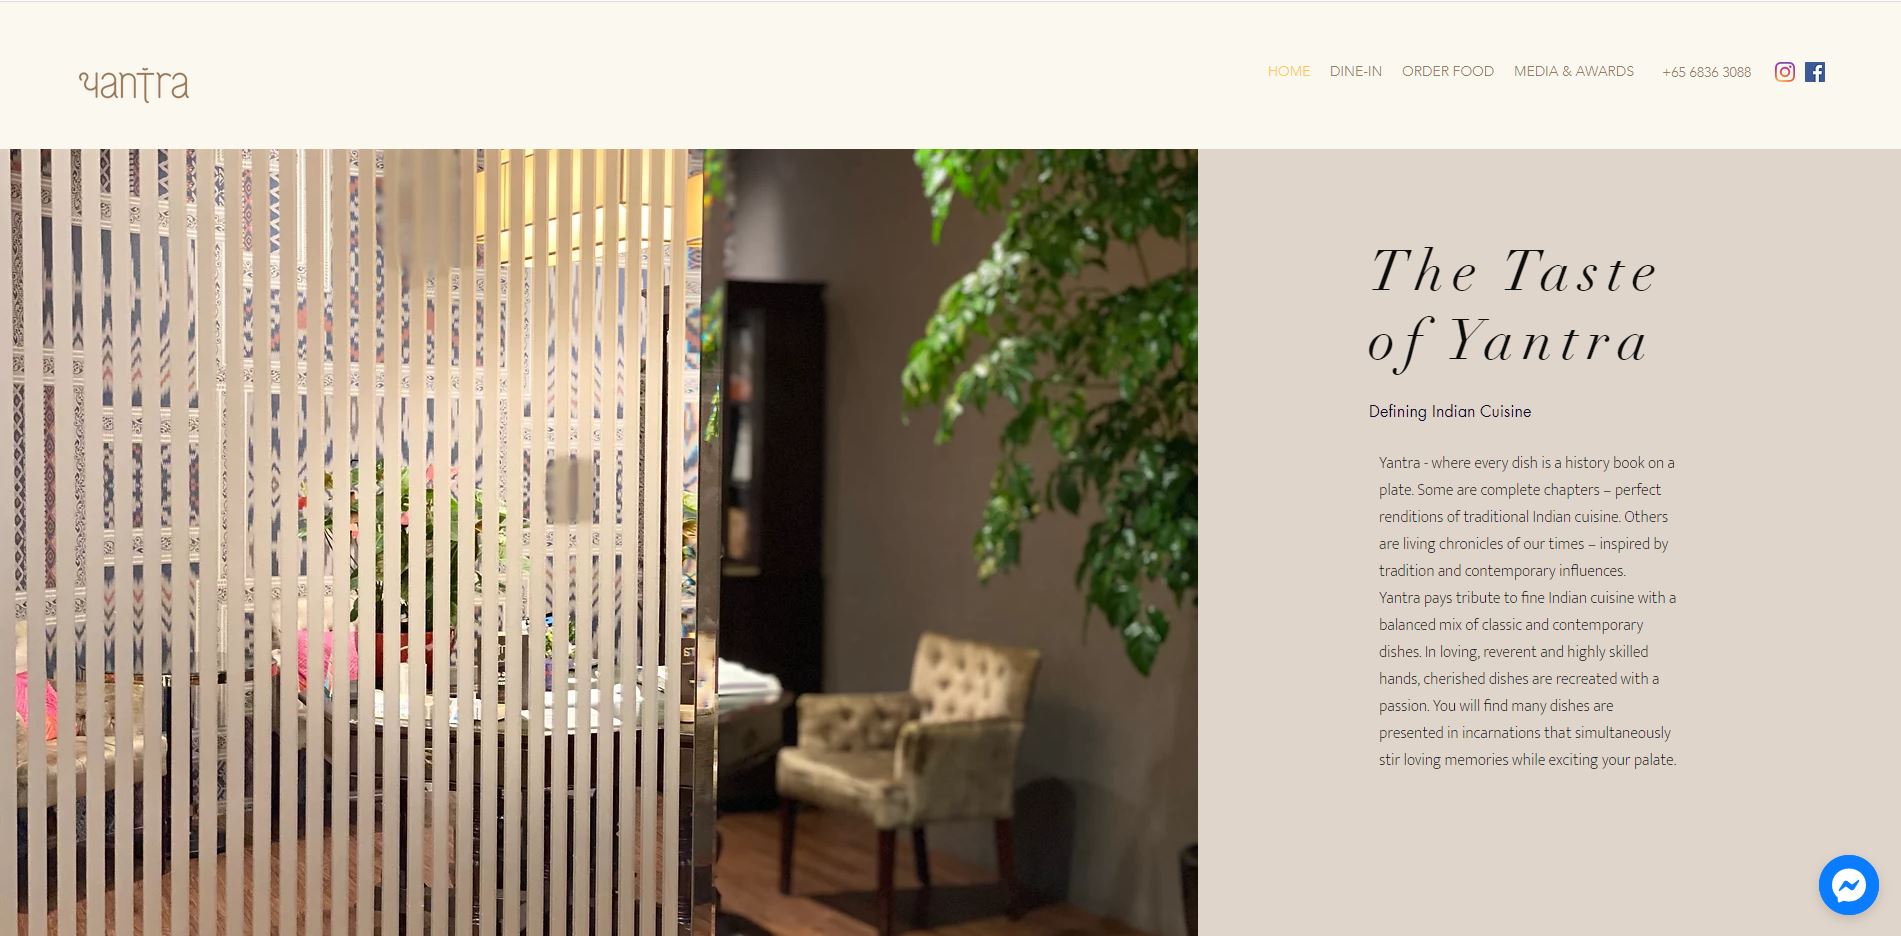 yantra
HOME DINE-IN ORDER FOOD MEDIA & AWARDS +65 6836 3088
The Taste
of Yantra
Defining Indian Cuisine
Yantra - where every dish is a history book on a
plate. Some are complete chapters – perfect
renditions of traditional Indian cuisine. Others
are living chronicles of our times – inspired by
tradition and contemporary influences.
Yantra pays tribute to fine Indian cuisine with a
balanced mix of classic and contemporary
dishes. In loving, reverent and highly skilled
hands, cherished dishes are recreated with a
passion. You will find many dishes are
presented in incarnations that simultaneously
stir loving memories while exciting your palate.